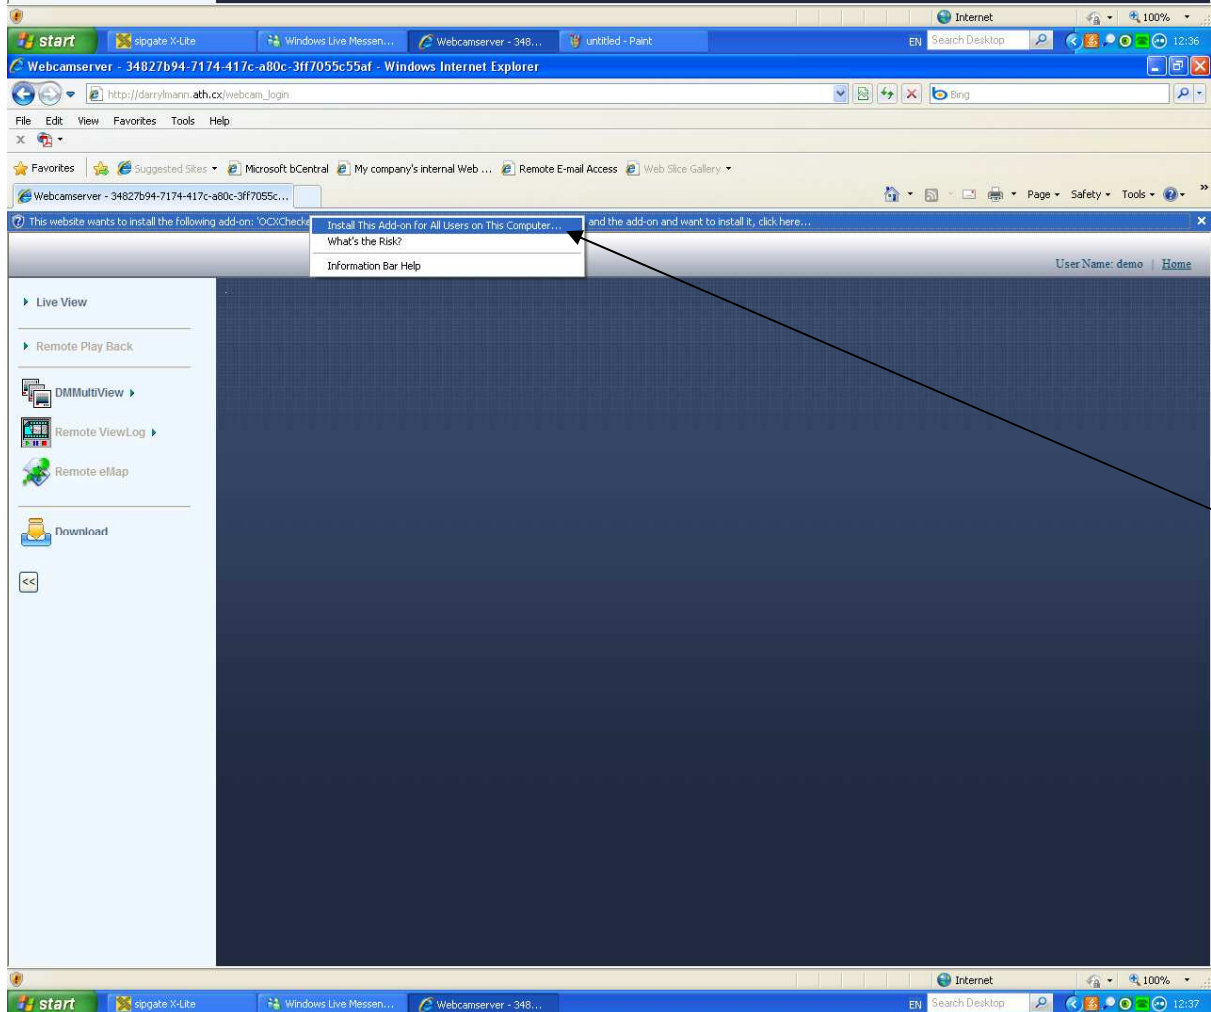 Internet 100%
start sipgate X-Lite Windows Live Messen... Webcamserver - 348... untitled - Paint EN Search Desktop 12:36
Webcamserver - 34827b94-7174-417c-a80c-3ff7055c55af - Windows Internet Explorer
http://darrylmann.ath.cx/webcam_login Bing
File Edit View Favorites Tools Help
x
Favorites Suggested Sites Microsoft bCentral My company's internal Web ... Remote E-mail Access Web Slice Gallery
Webcamserver - 34827b94-7174-417c-a80c-3ff7055c... Page Safety Tools »
This website wants to install the following add-on: 'OCXChecke and the add-on and want to install it, click here... x
Install This Add-on for All Users on This Computer...
What's the Risk?
Information Bar Help
User Name: demo | Home
Live View
Remote Play Back
DMMultiView
Remote ViewLog
Remote eMap
Download
<<
Internet 100%
start sipgate X-Lite Windows Live Messen... Webcamserver - 348... EN Search Desktop 12:37